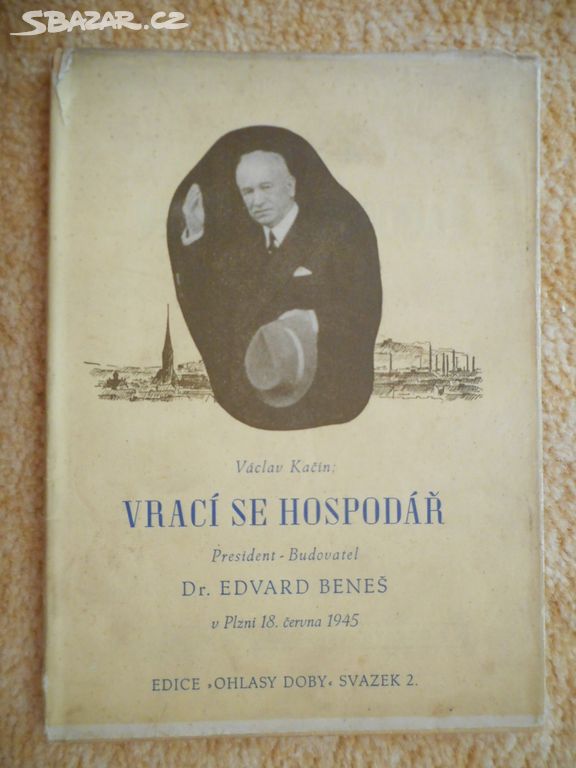 SBAZAR.CZ
Václav Kačín:
VRACÍ SE HOSPODÁŘ
President - Budovatel
Dr. EDVARD BENEŠ
v Plzni 18. června 1945
EDICE »OHLASY DOBY« SVAZEK 2.